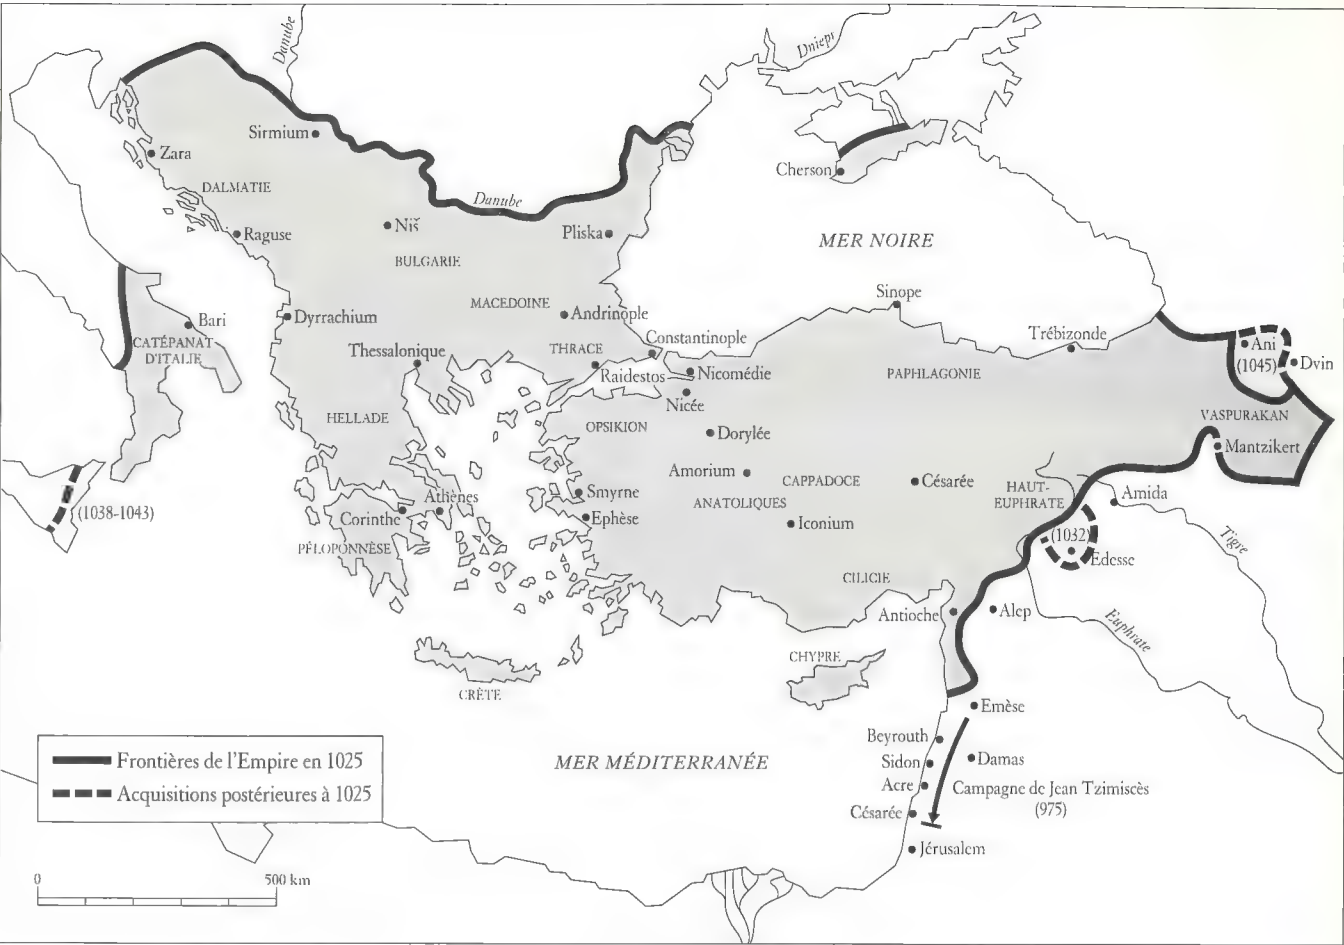 Danube
Dniepr
Sirmium
Zara
DALMATIE
Cherson
Danube
Raguse
Niš
Pliska
MER NOIRE
BULGARIE
Sinope
MACEDOINE
Andrinople
Bari
Dyrrachium
Constantinople
Trébizonde
Ani
(1045)
Dvin
CATÉPANAT
D'ITALIE
Thessalonique
THRACE
Raidestos
Nicomédie
PAPHLAGONIE
Nicée
VASPURAKAN
HELLADE
OPSIKION
Dorylée
Mantzikert
Amorium
CAPPADOCE
Césarée
HAUT-
EUPHRATE
Amida
Smyrne
ANATOLIQUES
Athènes
(1038-1043)
Corinthe
Ephèse
Iconium
Tigre
(1032)
Edesse
PÉLOPONNÈSE
CILICIE
Antioche
Alep
Euphrate
CHYPRE
CRÈTE
Emèse
Beyrouth
MER MÉDITERRANÉE
Sidon
Damas
Acre
Campagne de Jean Tzimiscès
(975)
Césarée
Jérusalem
Frontières de l'Empire en 1025
Acquisitions postérieures à 1025
0
500 km